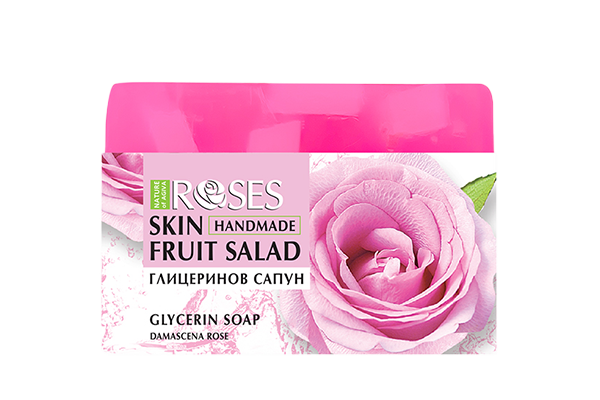 NATURE
of AGIVA
ROSES
SKIN HANDMADE
FRUIT SALAD
ГЛИЦЕРИНОВ САПУН
GLYCERIN SOAP
DAMASCENA ROSE